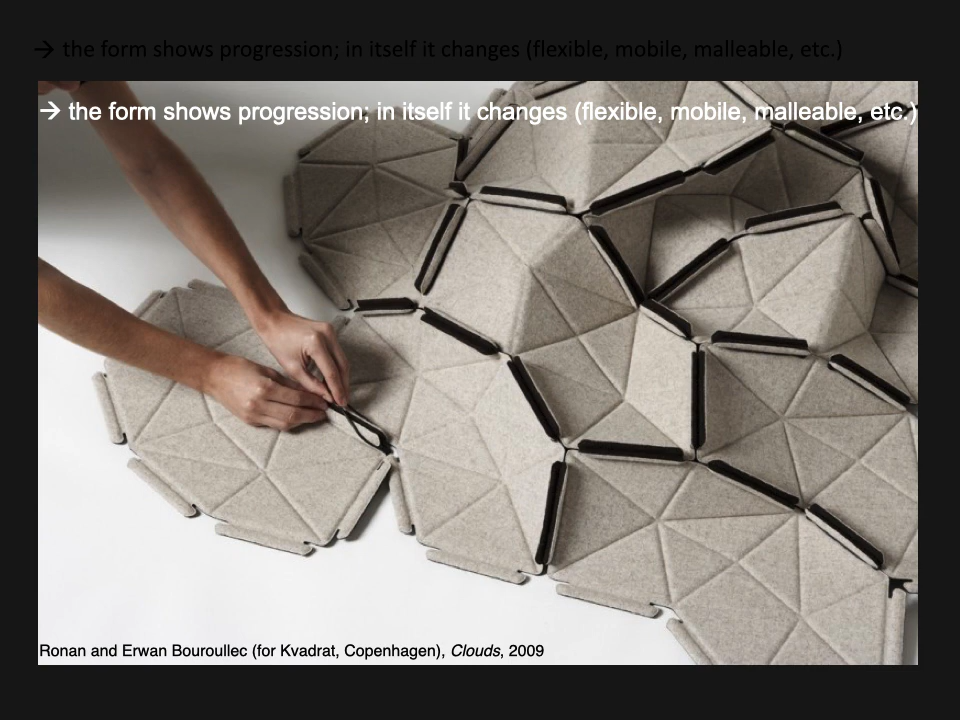 → the form shows progression; in itself it changes (flexible, mobile, malleable, etc.)
→ the form shows progression; in itself it changes (flexible, mobile, malleable, etc.)
Ronan and Erwan Bouroullec (for Kvadrat, Copenhagen), Clouds, 2009